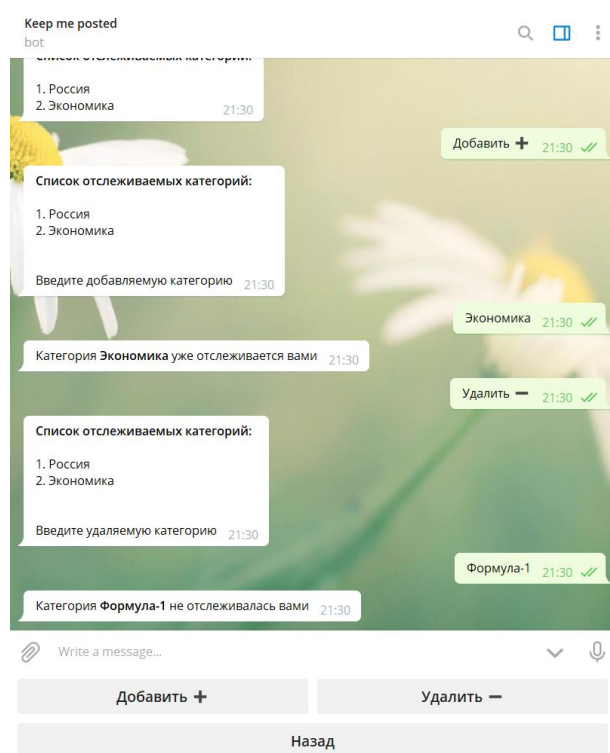 Keep me posted
bot
Список отслеживаемых категорий:
1. Россия
2. Экономика
21:30
Добавить ➕ 21:30
Список отслеживаемых категорий:
1. Россия
2. Экономика
Введите добавляемую категорию 21:30
Экономика 21:30
Категория Экономика уже отслеживается вами 21:30
Удалить ➖ 21:30
Список отслеживаемых категорий:
1. Россия
2. Экономика
Введите удаляемую категорию 21:30
Формула-1 21:30
Категория Формула-1 не отслеживалась вами 21:30
Write a message...
Добавить ➕
Удалить ➖
Назад